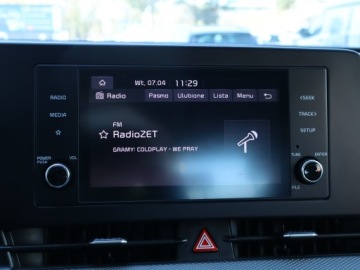 Wt, 07.04 11:29
Radio Pasmo Ulubione Lista Menu
FM
RadioZET
GRAMY: COLDPLAY - WE PRAY
RADIO
MEDIA
POWER PUSH
VOL
<SEEK
TRACK>
SETUP
TUNE
ENTER
FILE